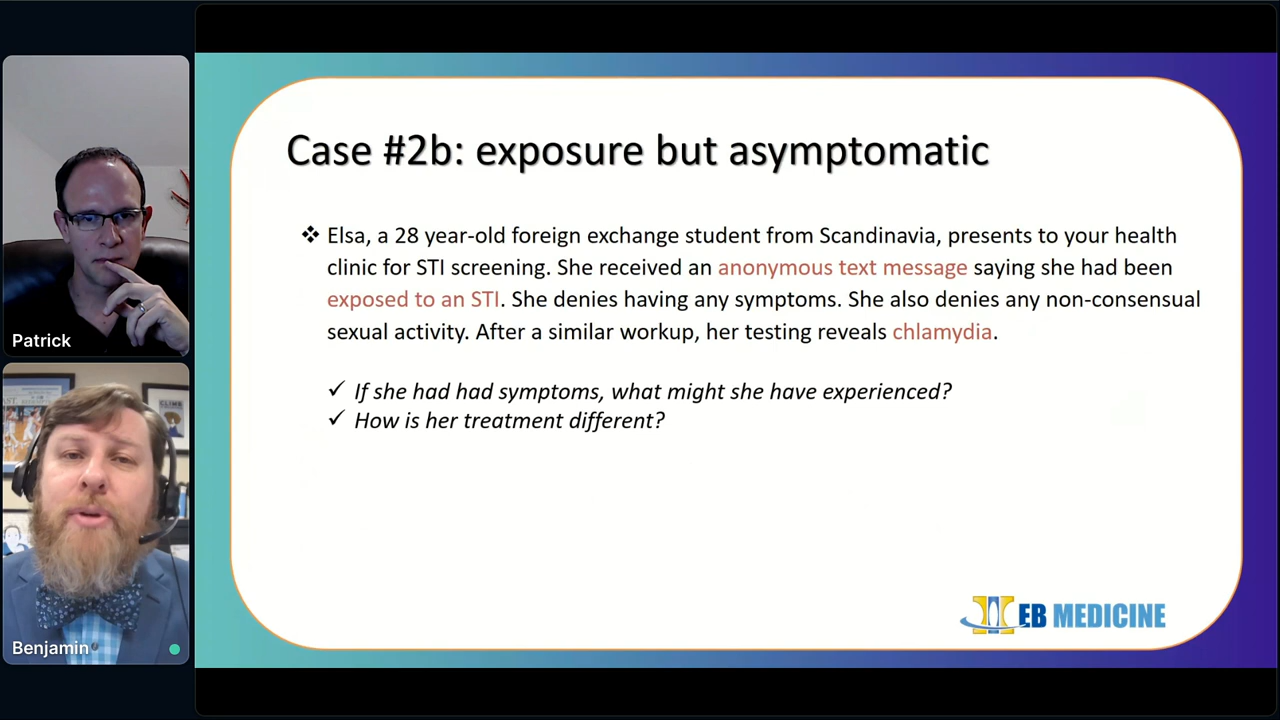 Patrick
Benjamin
Case #2b: exposure but asymptomatic
Elsa, a 28 year-old foreign exchange student from Scandinavia, presents to your health
clinic for STI screening. She received an anonymous text message saying she had been
exposed to an STI. She denies having any symptoms. She also denies any non-consensual
sexual activity. After a similar workup, her testing reveals chlamydia.
If she had had symptoms, what might she have experienced?
How is her treatment different?
EB MEDICINE